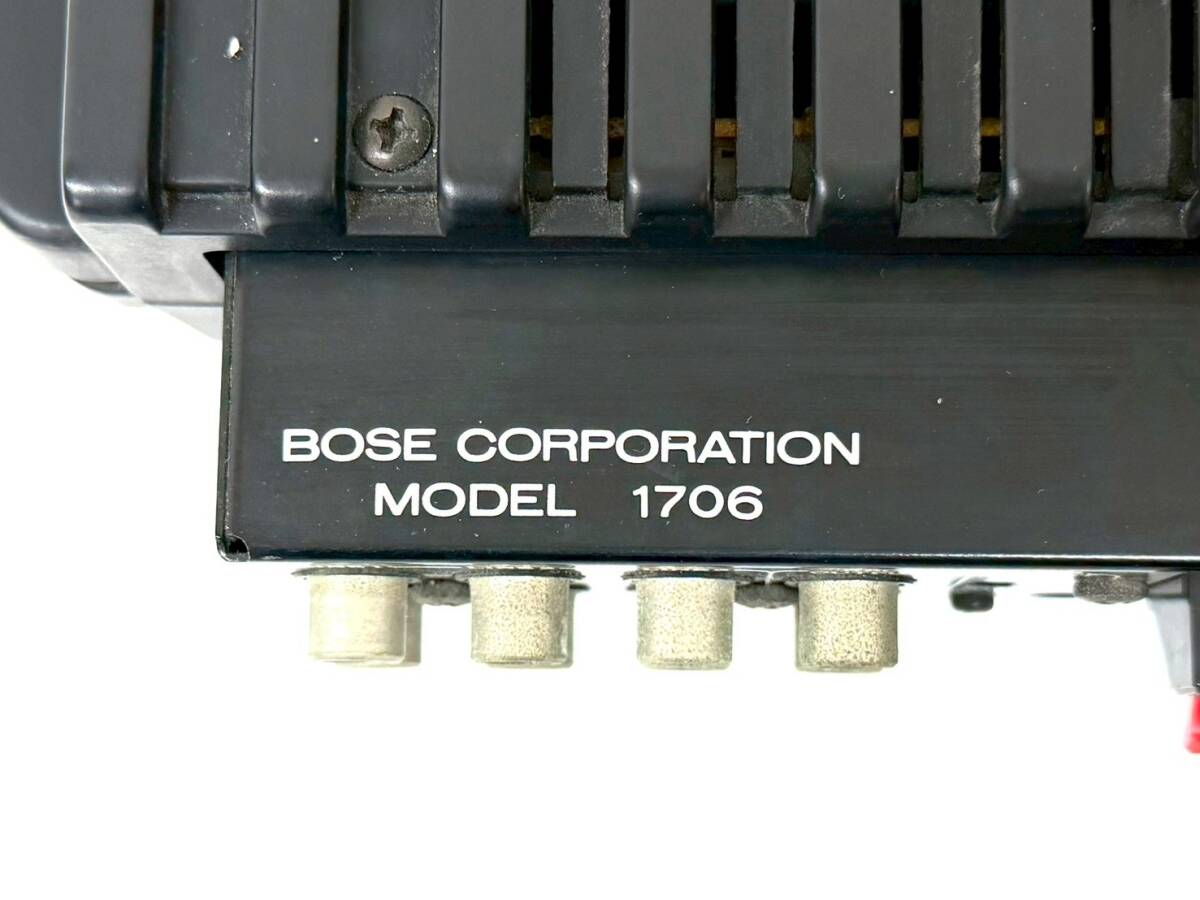 BOSE CORPORATION
MODEL 1706